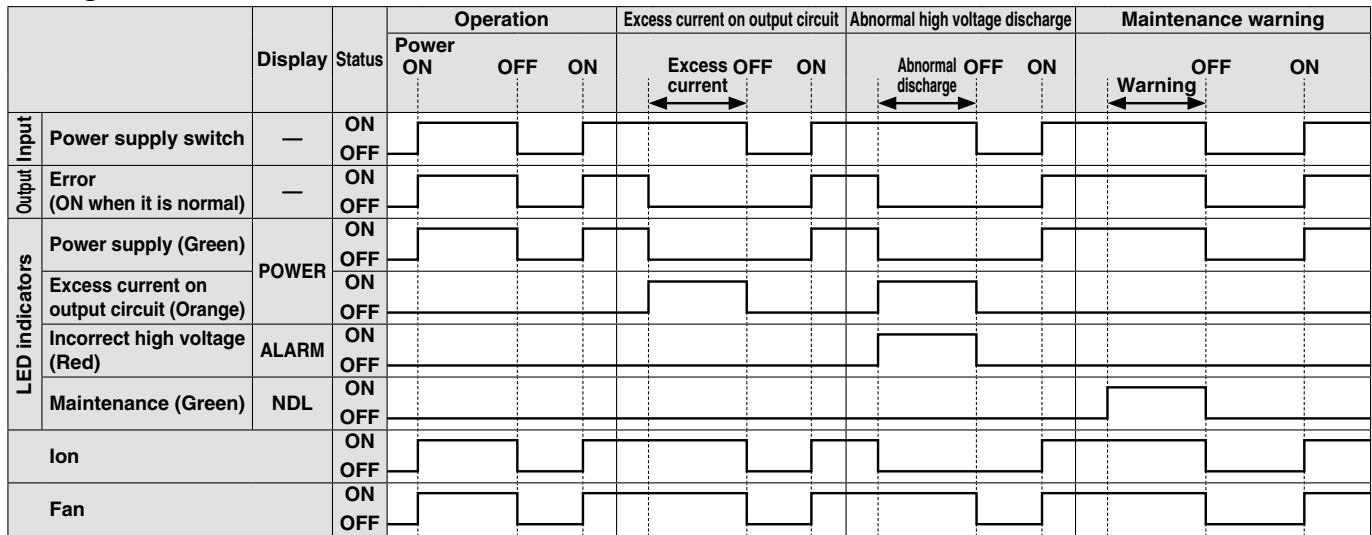 Operation
Excess current on output circuit
Abnormal high voltage discharge
Maintenance warning
Display
Status
Power
ON
OFF
ON
Excess
current
OFF
ON
Abnormal
discharge
OFF
ON
Warning
OFF
ON
Input
Power supply switch
—
ON
OFF
Output
Error
(ON when it is normal)
—
ON
OFF
LED indicators
Power supply (Green)
POWER
ON
OFF
Excess current on
output circuit (Orange)
ON
OFF
Incorrect high voltage
(Red)
ALARM
ON
OFF
Maintenance (Green)
NDL
ON
OFF
Ion
ON
OFF
Fan
ON
OFF